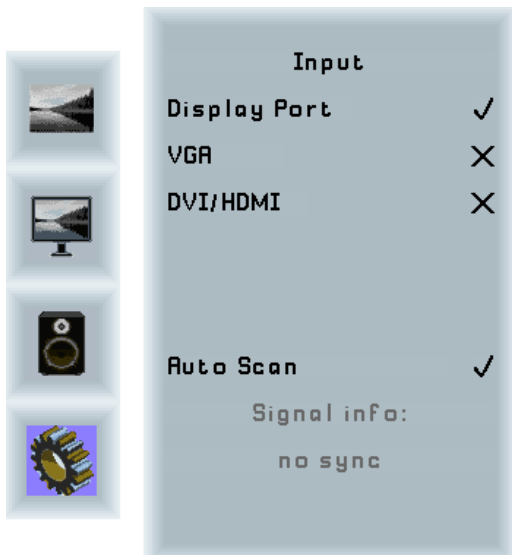 Input
Display Port ✓
VGA ✕
DVI/HDMI ✕
Auto Scan ✓
Signal info:
no sync